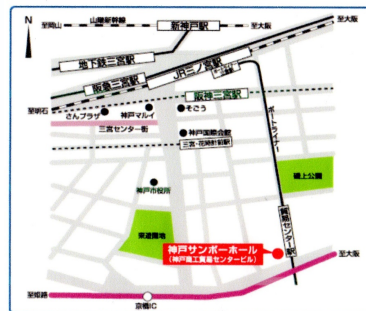 N
至岡山
山陽新幹線
新神戸駅
至大阪
至大阪
地下鉄三宮駅
JR三ノ宮駅
阪急三宮駅
阪神三宮駅
至明石
さんプラザ
神戸マルイ
そごう
三宮センター街
神戸国際会館
三宮・花時計前駅
ポートライナー
神戸市役所
磯上公園
東遊園地
貿易センター駅
神戸サンボーホール
(神戸商工貿易センタービル)
至大阪
至姫路
京橋IC